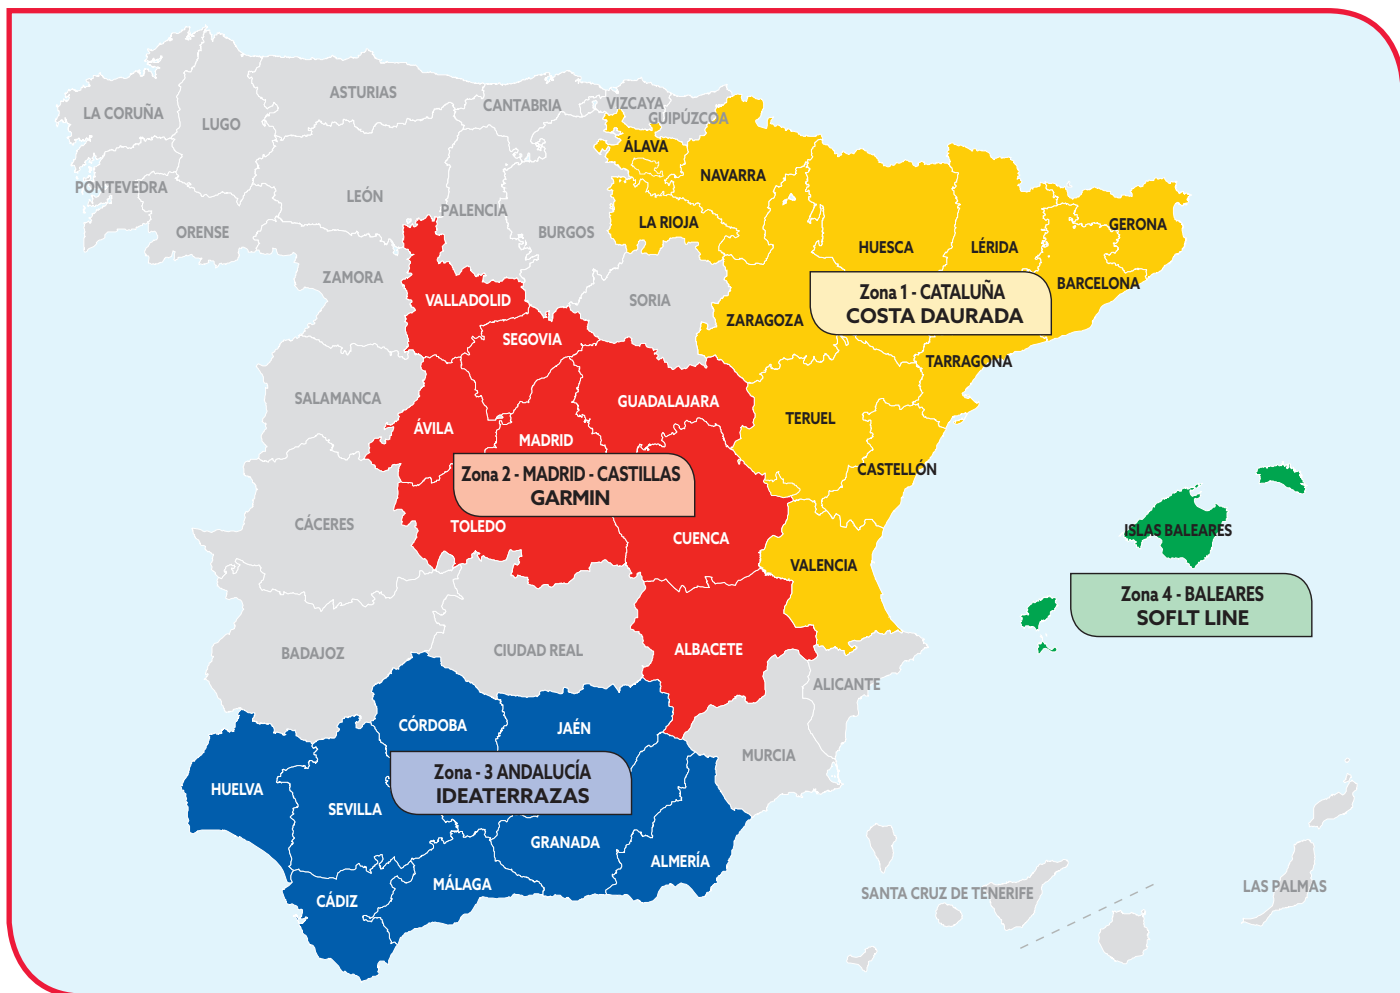 ASTURIAS
CANTABRIA
VIZCAYA
GUIPÚZCOA
LA CORUÑA
LUGO
ÁLAVA
NAVARRA
PONTEVEDRA
LEÓN
PALENCIA
BURGOS
LA RIOJA
ORENSE
HUESCA
LÉRIDA
GERONA
ZAMORA
VALLADOLID
SORIA
BARCELONA
Zona 1 - CATALUÑA
COSTA DAURADA
ZARAGOZA
SEGOVIA
TARRAGONA
SALAMANCA
GUADALAJARA
TERUEL
ÁVILA
MADRID
CASTELLÓN
Zona 2 - MADRID - CASTILLAS
GARMIN
CÁCERES
TOLEDO
CUENCA
ISLAS BALEARES
VALENCIA
Zona 4 - BALEARES
SOFLT LINE
BADAJOZ
CIUDAD REAL
ALBACETE
ALICANTE
CÓRDOBA
JAÉN
MURCIA
Zona - 3 ANDALUCÍA
IDEATERRAZAS
HUELVA
SEVILLA
GRANADA
ALMERÍA
MÁLAGA
CÁDIZ
SANTA CRUZ DE TENERIFE
LAS PALMAS